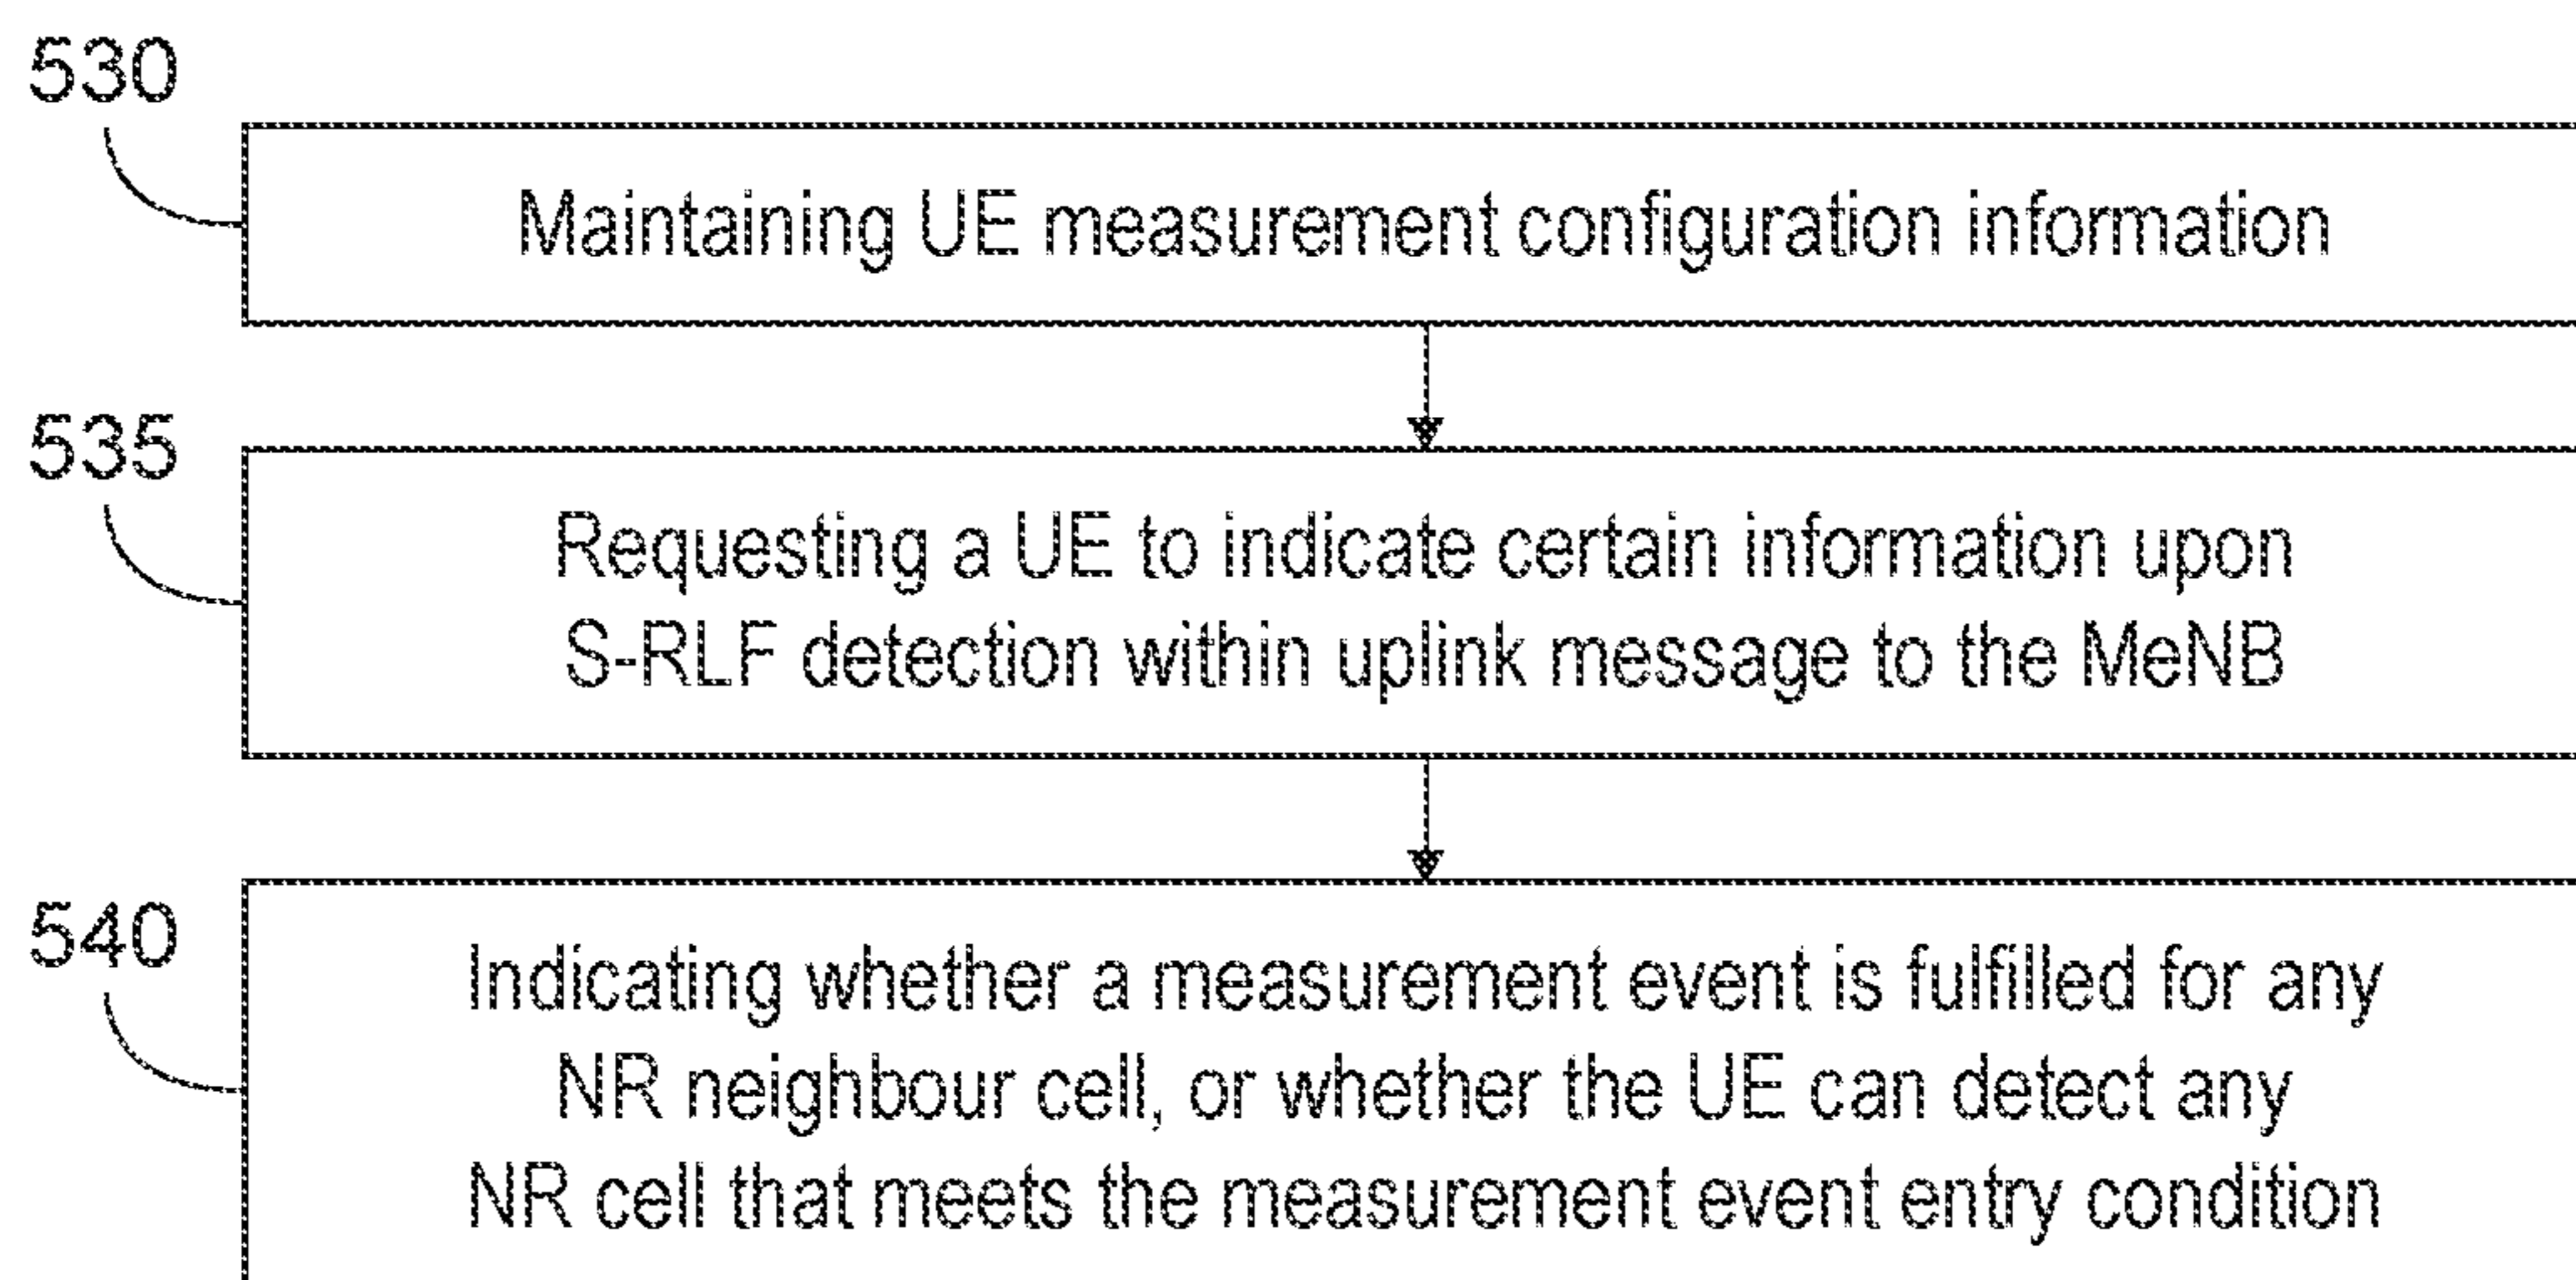 530
Maintaining UE measurement configuration information
535
Requesting a UE to indicate certain information upon
S-RLF detection within uplink message to the MeNB
540
Indicating whether a measurement event is fulfilled for any
NR neighbour cell, or whether the UE can detect any
NR cell that meets the measurement event entry condition